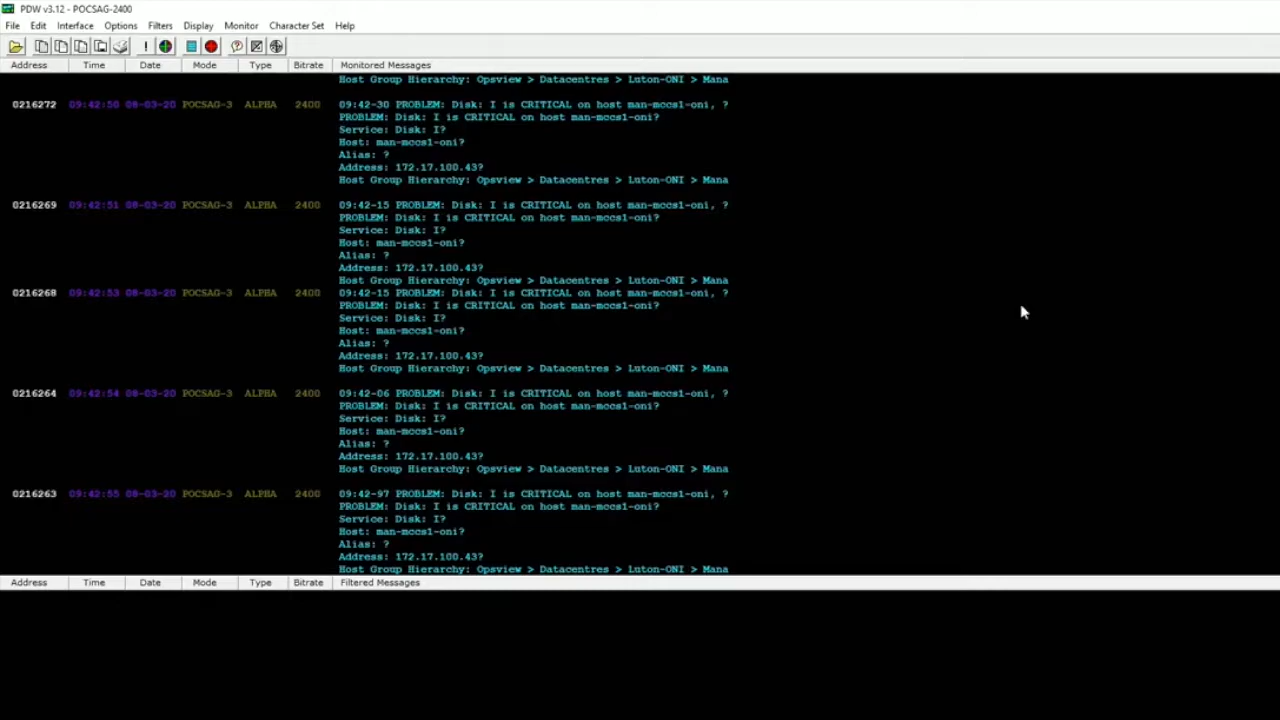 PDW v3.12 - POCSAG-2400
File Edit Interface Options Filters Display Monitor Character Set Help
Address Time Date Mode Type Bitrate Monitored Messages
Host Group Hierarchy: Opsview > Datacentres > Luton-ONI > Mana
0216272 09:42:50 08-03-20 POCSAG-3 ALPHA 2400 09:42-30 PROBLEM: Disk: I is CRITICAL on host man-mccs1-oni, ?
PROBLEM: Disk: I is CRITICAL on host man-mccs1-oni?
Service: Disk: I?
Host: man-mccs1-oni?
Alias: ?
Address: 172.17.100.43?
Host Group Hierarchy: Opsview > Datacentres > Luton-ONI > Mana
0216269 09:42:51 08-03-20 POCSAG-3 ALPHA 2400 09:42-15 PROBLEM: Disk: I is CRITICAL on host man-mccs1-oni, ?
PROBLEM: Disk: I is CRITICAL on host man-mccs1-oni?
Service: Disk: I?
Host: man-mccs1-oni?
Alias: ?
Address: 172.17.100.43?
Host Group Hierarchy: Opsview > Datacentres > Luton-ONI > Mana
0216268 09:42:53 08-03-20 POCSAG-3 ALPHA 2400 09:42-15 PROBLEM: Disk: I is CRITICAL on host man-mccs1-oni, ?
PROBLEM: Disk: I is CRITICAL on host man-mccs1-oni?
Service: Disk: I?
Host: man-mccs1-oni?
Alias: ?
Address: 172.17.100.43?
Host Group Hierarchy: Opsview > Datacentres > Luton-ONI > Mana
0216264 09:42:54 08-03-20 POCSAG-3 ALPHA 2400 09:42-06 PROBLEM: Disk: I is CRITICAL on host man-mccs1-oni, ?
PROBLEM: Disk: I is CRITICAL on host man-mccs1-oni?
Service: Disk: I?
Host: man-mccs1-oni?
Alias: ?
Address: 172.17.100.43?
Host Group Hierarchy: Opsview > Datacentres > Luton-ONI > Mana
0216263 09:42:55 08-03-20 POCSAG-3 ALPHA 2400 09:42-97 PROBLEM: Disk: I is CRITICAL on host man-mccs1-oni, ?
PROBLEM: Disk: I is CRITICAL on host man-mccs1-oni?
Service: Disk: I?
Host: man-mccs1-oni?
Alias: ?
Address: 172.17.100.43?
Host Group Hierarchy: Opsview > Datacentres > Luton-ONI > Mana
Address Time Date Mode Type Bitrate Filtered Messages